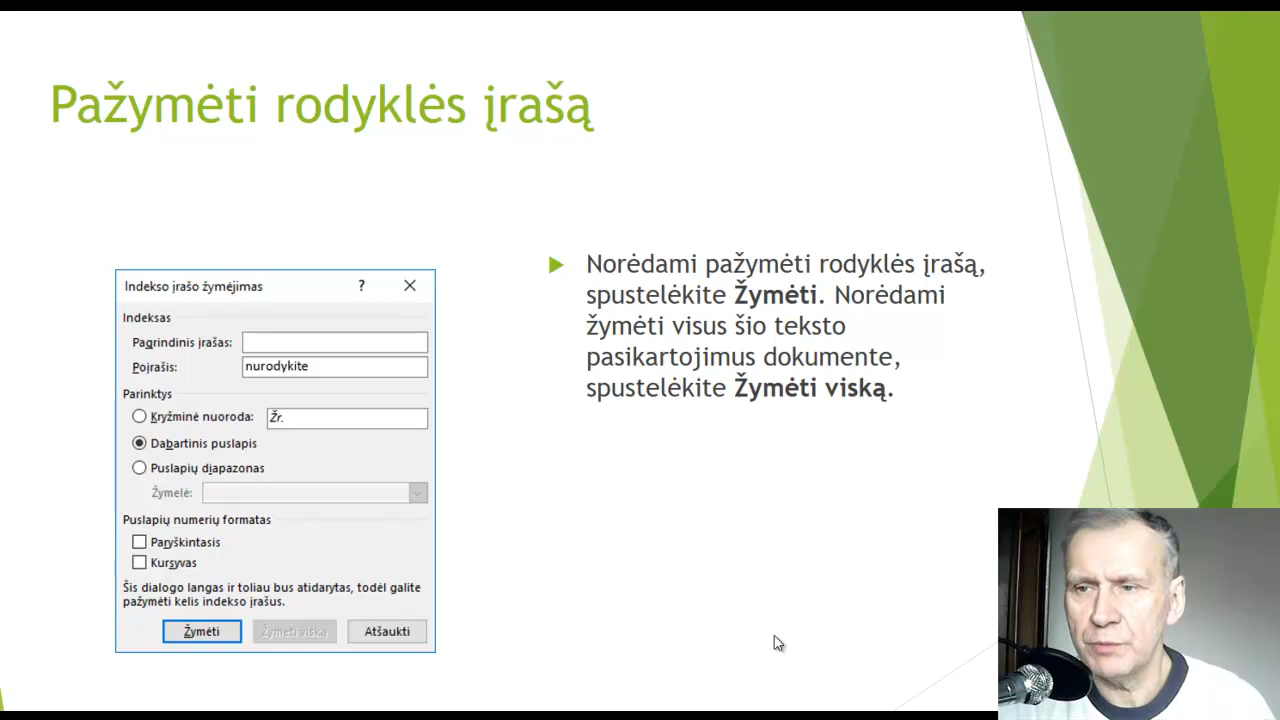 Pažymėti rodyklės įrašą
Indekso įrašo žymėjimas ?
Indeksas
Pagrindinis įrašas:
Poįrašis: nurodykite
Parinktys
Kryžminė nuoroda: Žr.
Dabartinis puslapis
Puslapių diapazonas
Žymelė:
Puslapių numerių formatas
Paryškintasis
Kursyvas
Šis dialogo langas ir toliau bus atidarytas, todėl galite
pažymėti kelis indekso įrašus.
Žymėti Žymėti viską Atšaukti
Norėdami pažymėti rodyklės įrašą,
spustelėkite Žymėti. Norėdami
žymėti visus šio teksto
pasikartojimus dokumente,
spustelėkite Žymėti viską.